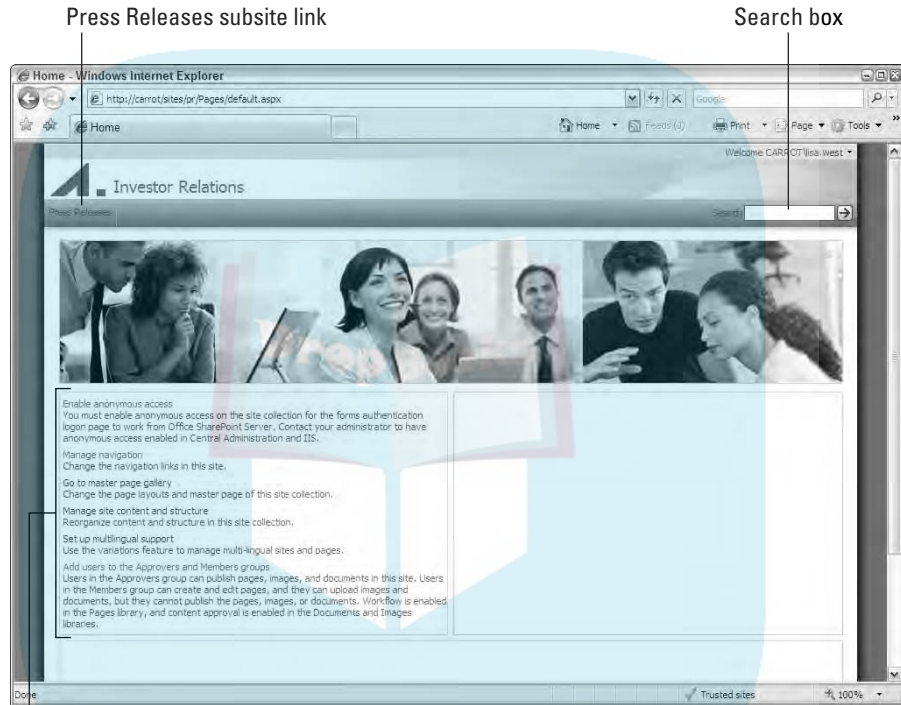 Press Releases subsite link
Search box
Home - Windows Internet Explorer
http://carrot/sites/pr/Pages/default.aspx
Google
Home
Home
Feeds (J)
Print
Page
Tools
Welcome CARROT\lisa.west
Investor Relations
Press Releases
Search
Prep
Enable anonymous access
You must enable anonymous access on the site collection for the forms authentication
logon page to work from Office SharePoint Server. Contact your administrator to have
anonymous access enabled in Central Administration and IIS.
Manage navigation
Change the navigation links in this site.
Go to master page gallery
Change the page layouts and master page of this site collection.
Manage site content and structure
Reorganize content and structure in this site collection.
Set up multilingual support
Use the variations feature to manage multi-lingual sites and pages.
Add users to the Approvers and Members groups
Users in the Approvers group can publish pages, images, and documents in this site. Users
in the Members group can create and edit pages, and they can upload images and
documents, but they cannot publish the pages, images, or documents. Workflow is enabled
in the Pages library, and content approval is enabled in the Documents and Images
libraries.
Done
Trusted sites
100%